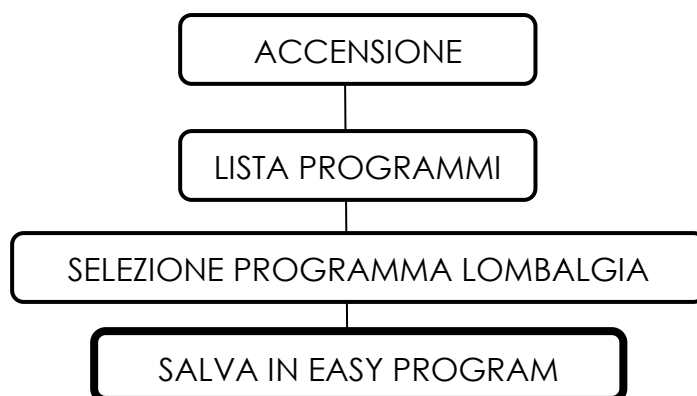 ACCENSIONE
LISTA PROGRAMMI
SELEZIONE PROGRAMMA LOMBALGIA
SALVA IN EASY PROGRAM